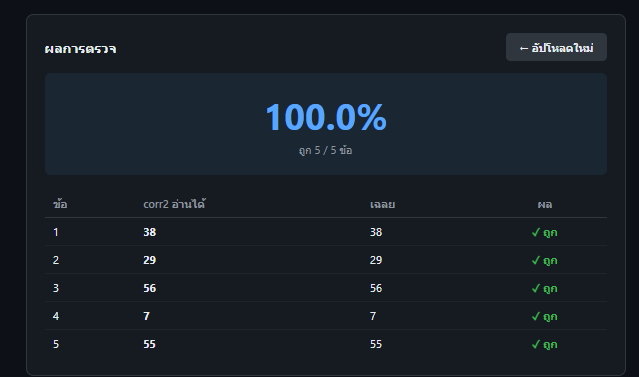 ผลการตรวจ ← อัปโหลดใหม่
100.0%
ถูก 5 / 5 ข้อ
ข้อ corr2 อ่านได้ เฉลย ผล
1 38 38 ✓ ถูก
2 29 29 ✓ ถูก
3 56 56 ✓ ถูก
4 7 7 ✓ ถูก
5 55 55 ✓ ถูก